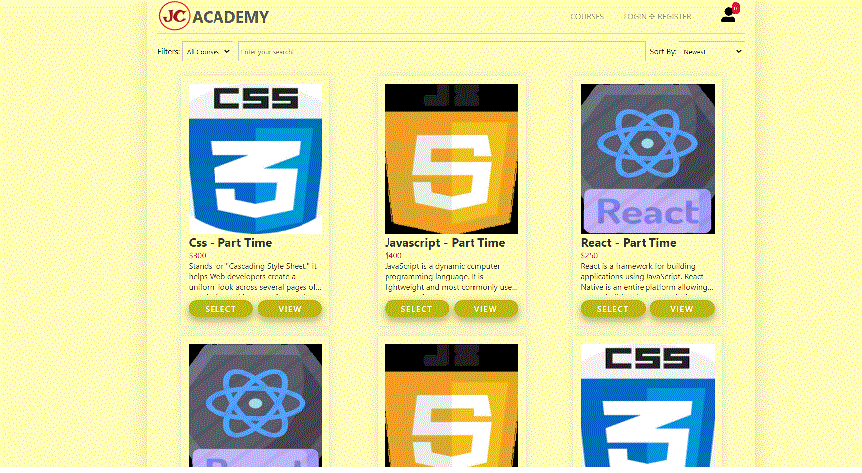 JC ACADEMY
COURSES LOGIN ✥ REGISTER 0
Filters: All Courses Enter your search! Sort By: Newest
CSS
3
JS
5
React
Css - Part Time
$300
Stands for "Cascading Style Sheet." it
helps Web developers create a
uniform look across several pages of...
SELECT VIEW
Javascript - Part Time
$400
JavaScript is a dynamic computer
programming language. It is
lightweight and most commonly use...
SELECT VIEW
React - Part Time
$250
React is a framework for building
applications using JavaScript. React
Native is an entire platform allowing...
SELECT VIEW
React
JS
5
CSS
3